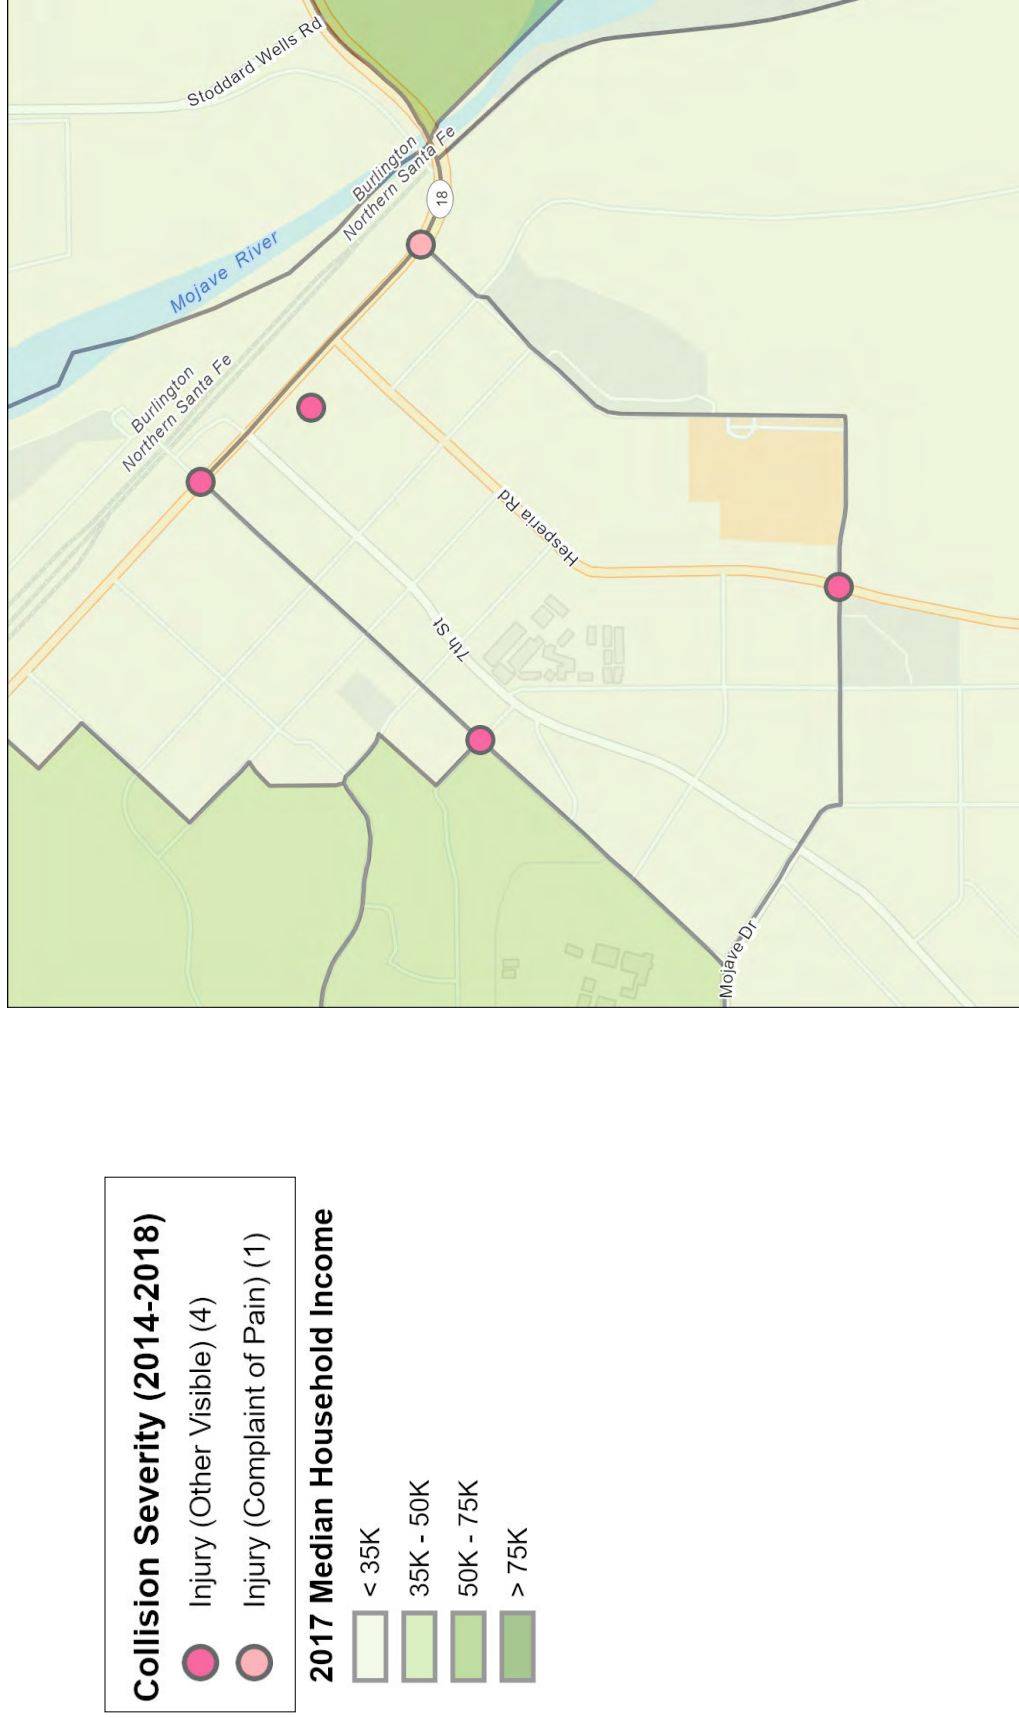 Stoddard Wells Rd
Burlington
Northern Santa Fe
18
Mojave River
Burlington
Northern Santa Fe
Hesperia Rd
7th St
Mojave Dr
Collision Severity (2014-2018)
Injury (Other Visible) (4)
Injury (Complaint of Pain) (1)
2017 Median Household Income
< 35K
35K - 50K
50K - 75K
> 75K